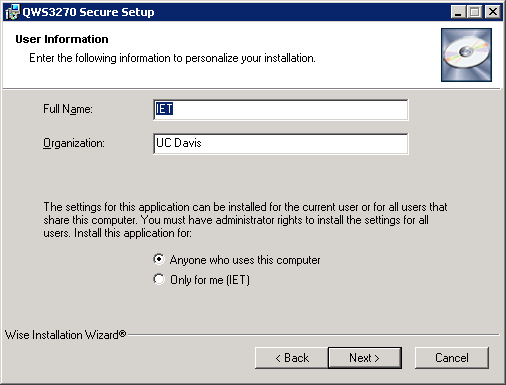 QWS3270 Secure Setup
User Information
Enter the following information to personalize your installation.
Full Name:
IET
Organization:
UC Davis
The settings for this application can be installed for the current user or for all users that
share this computer. You must have administrator rights to install the settings for all
users. Install this application for:
Anyone who uses this computer
Only for me (IET)
Wise Installation Wizard®
< Back
Next >
Cancel